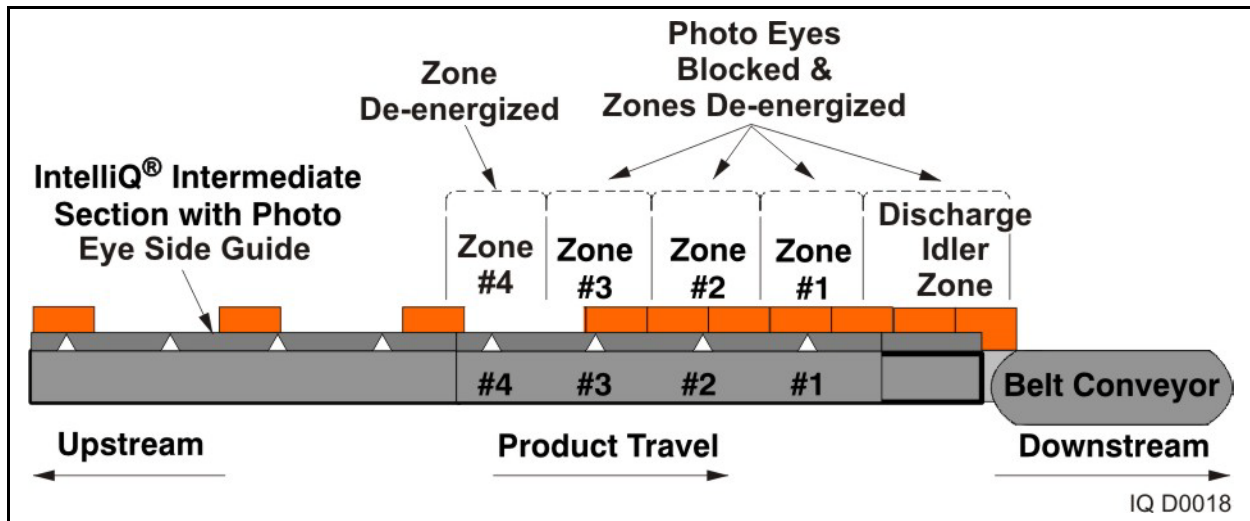 Photo Eyes
Blocked &
Zones De-energized
Zone
De-energized
IntelliQ® Intermediate
Section with Photo
Eye Side Guide
Zone
#4
Zone
#3
Zone
#2
Zone
#1
Discharge
Idler
Zone
#4
#3
#2
#1
Belt Conveyor
Upstream
Product Travel
Downstream
IQ D0018